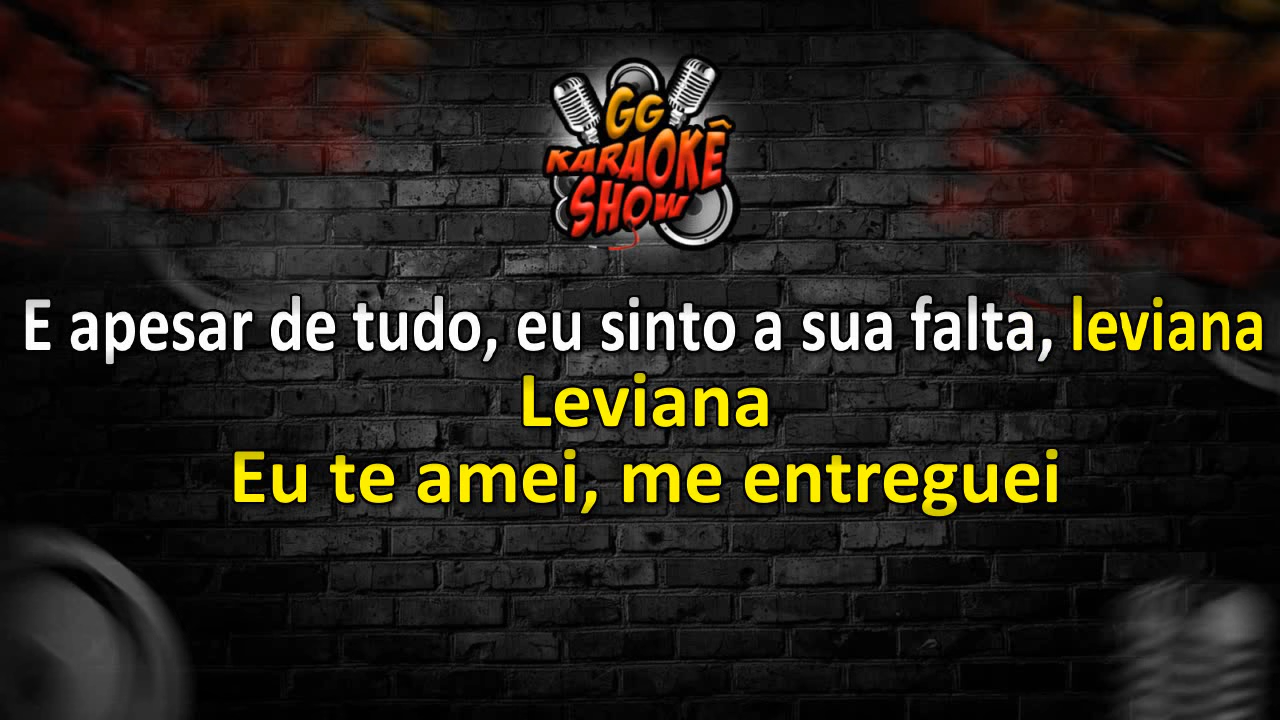 GG
KARAOKÊ
SHOW
E apesar de tudo, eu sinto a sua falta, leviana
Leviana
Eu te amei, me entreguei